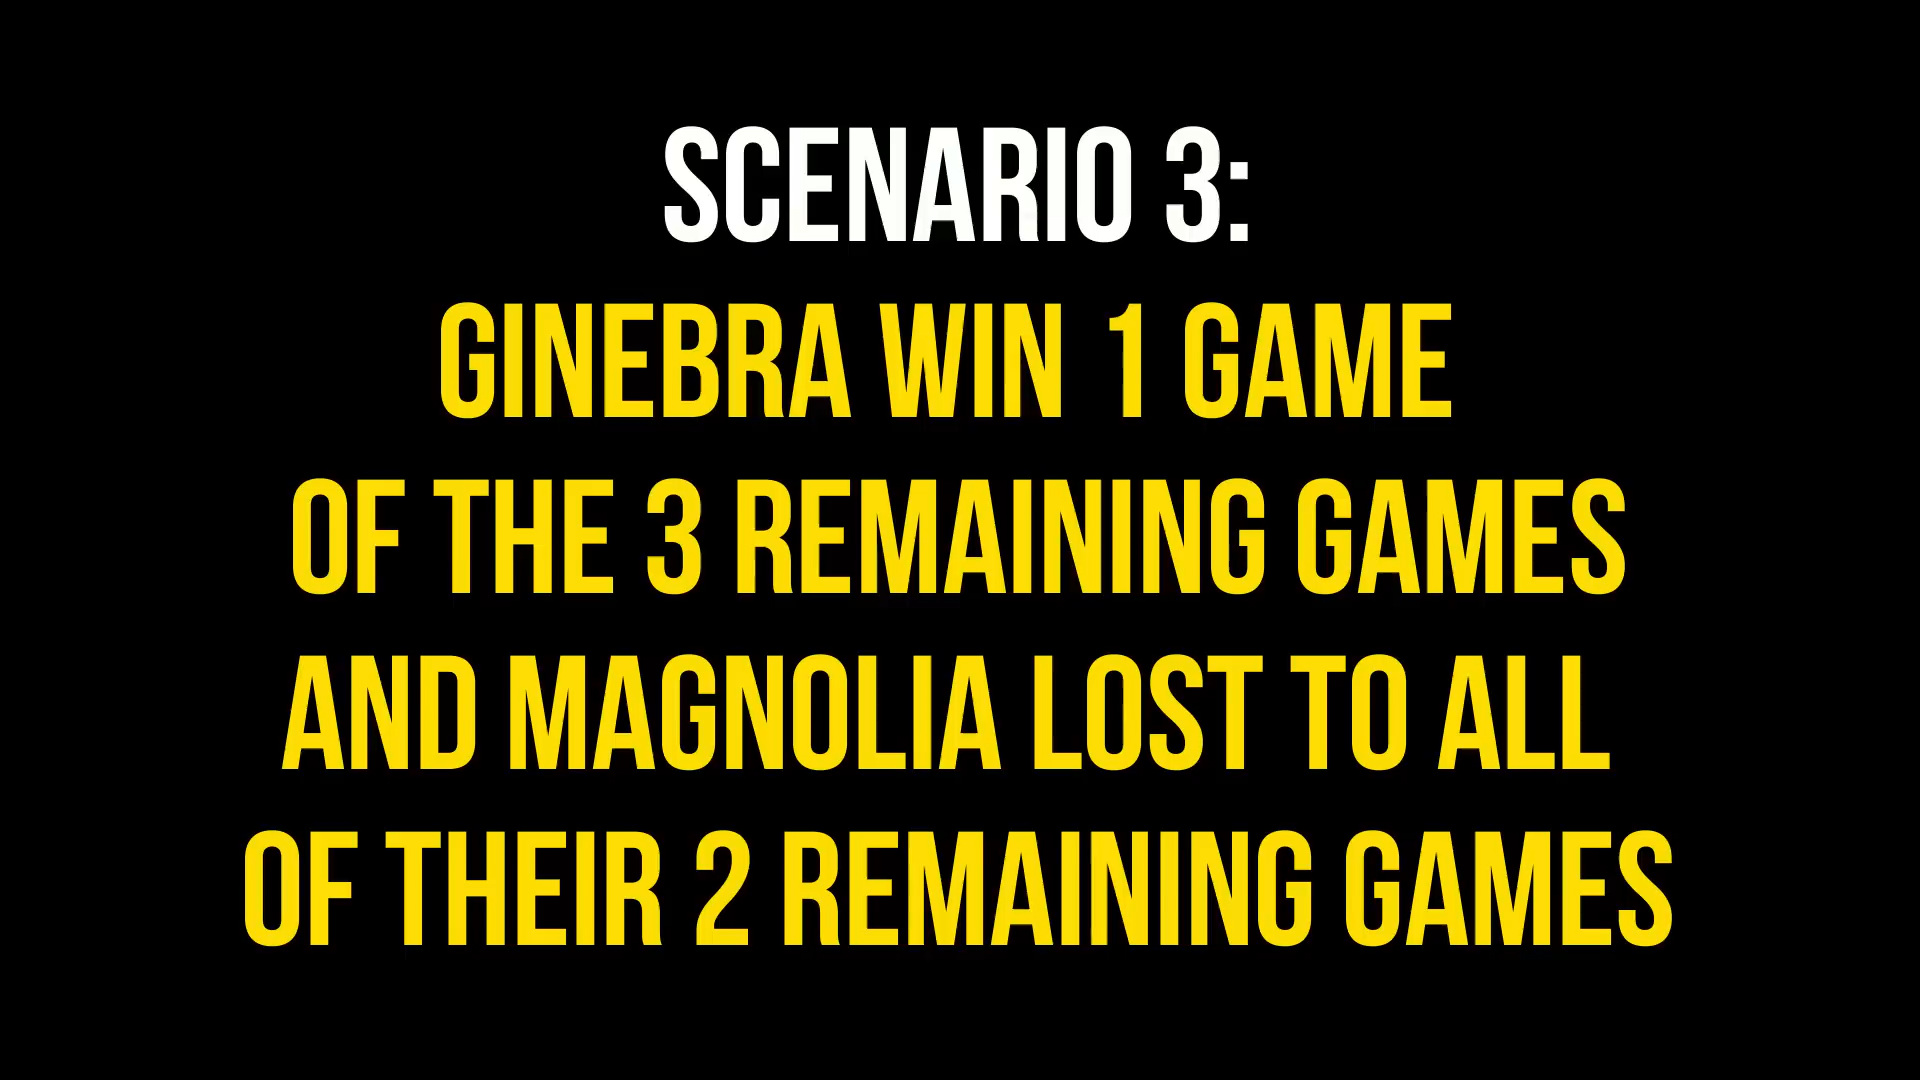 SCENARIO 3:
GINEBRA WIN 1 GAME
OF THE 3 REMAINING GAMES
AND MAGNOLIA LOST TO ALL
OF THEIR 2 REMAINING GAMES